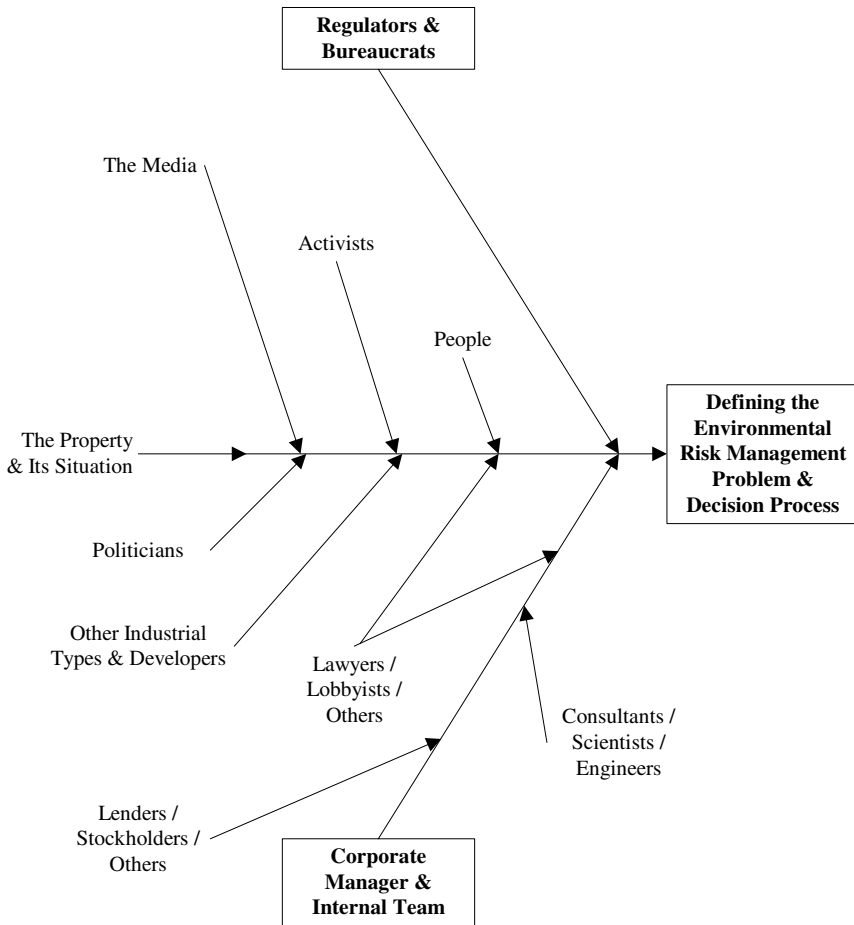 Regulators &
Bureaucrats
The Media
Activists
People
The Property
& Its Situation
Defining the
Environmental
Risk Management
Problem &
Decision Process
Politicians
Other Industrial
Types & Developers
Lawyers /
Lobbyists /
Others
Consultants /
Scientists /
Engineers
Lenders /
Stockholders /
Others
Corporate
Manager &
Internal Team